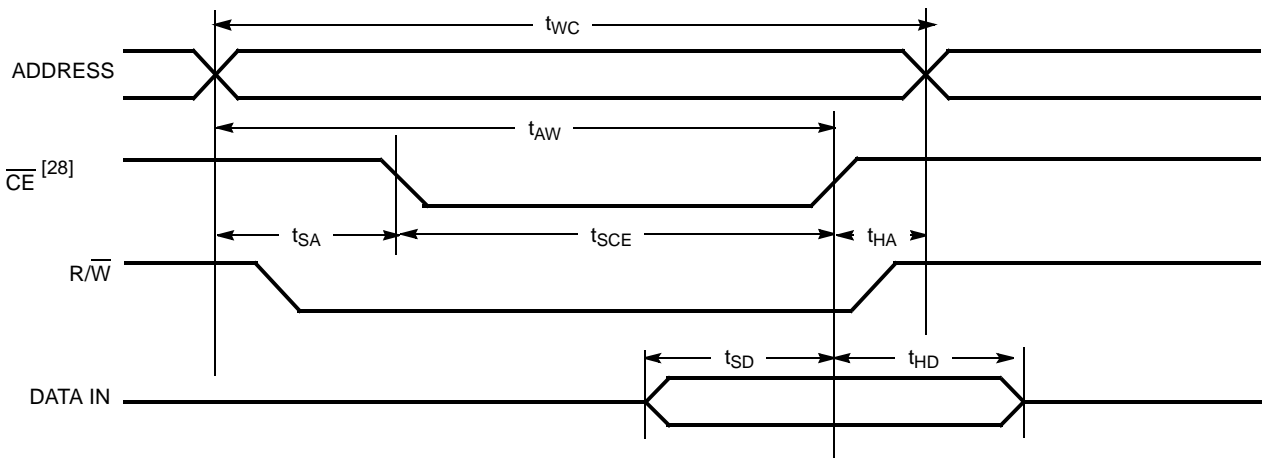 tWC
ADDRESS
tAW
CE [28]
tSA tSCE tHA
R/W
tSD tHD
DATA IN